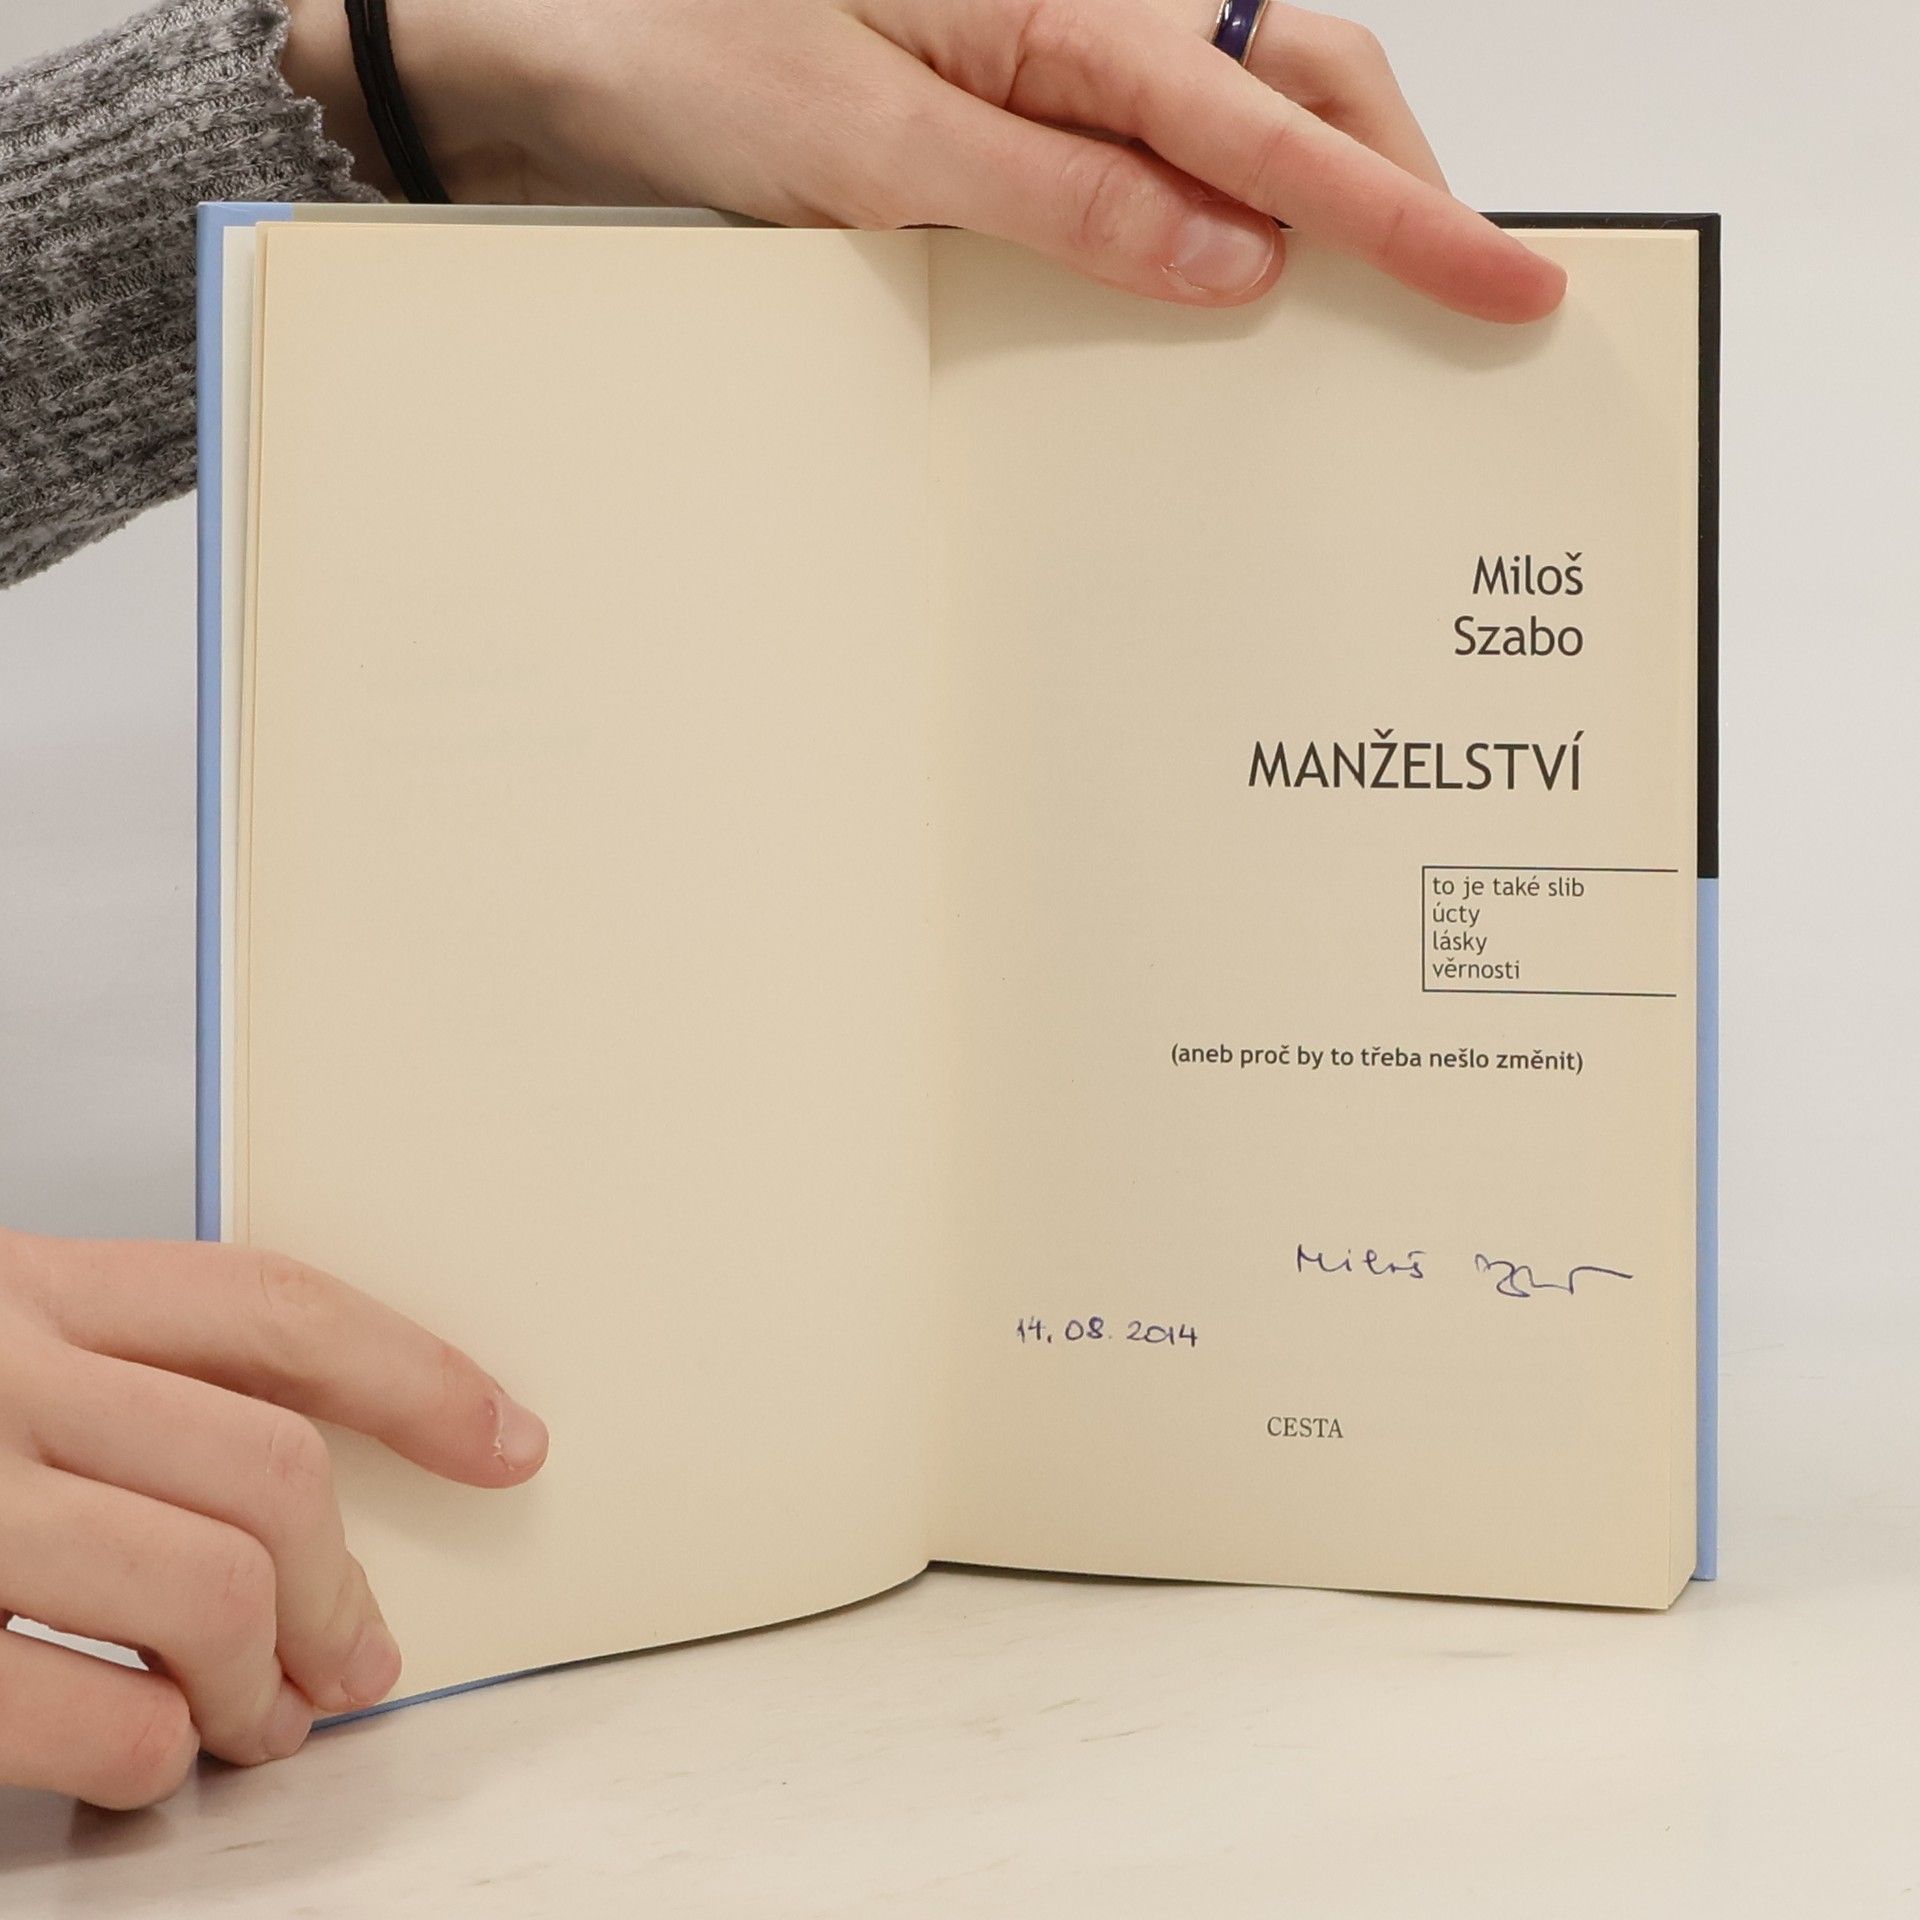 Miloš
Szabo
MANŽELSTVÍ
to je také slib
úcty
lásky
věrnosti
(aneb proč by to třeba nešlo změnit)
Miloš
14. 08. 2014
CESTA